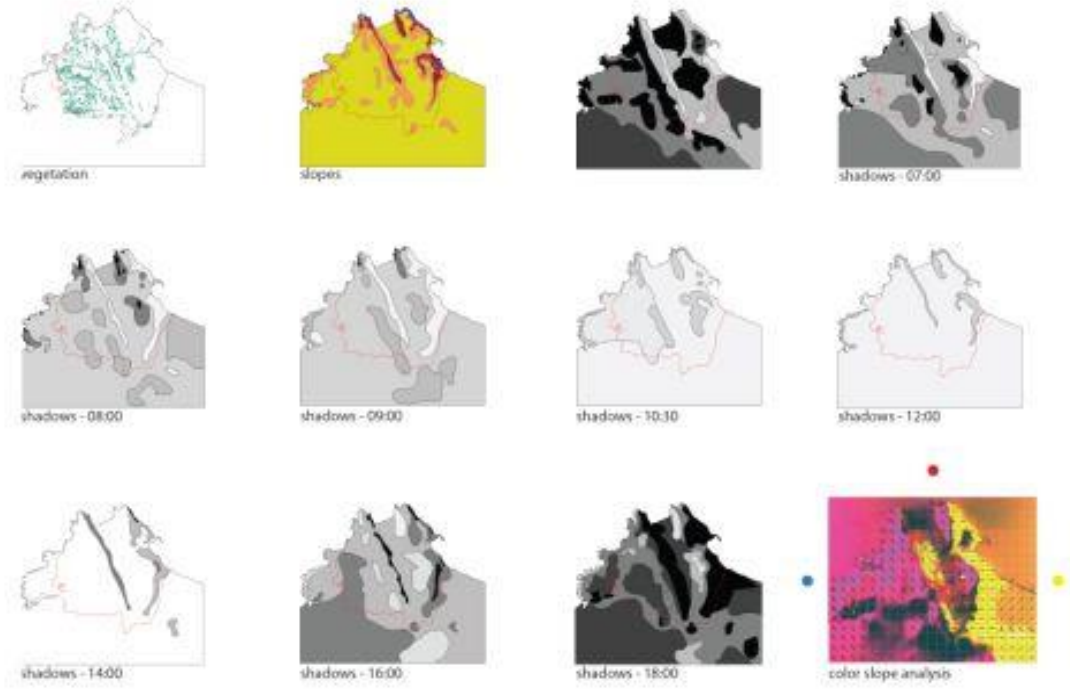 vegetation
slopes
shadows - 07:00
shadows - 08:00
shadows - 09:00
shadows - 10:30
shadows - 12:00
shadows - 14:00
shadows - 16:00
shadows - 18:00
color slope analysis